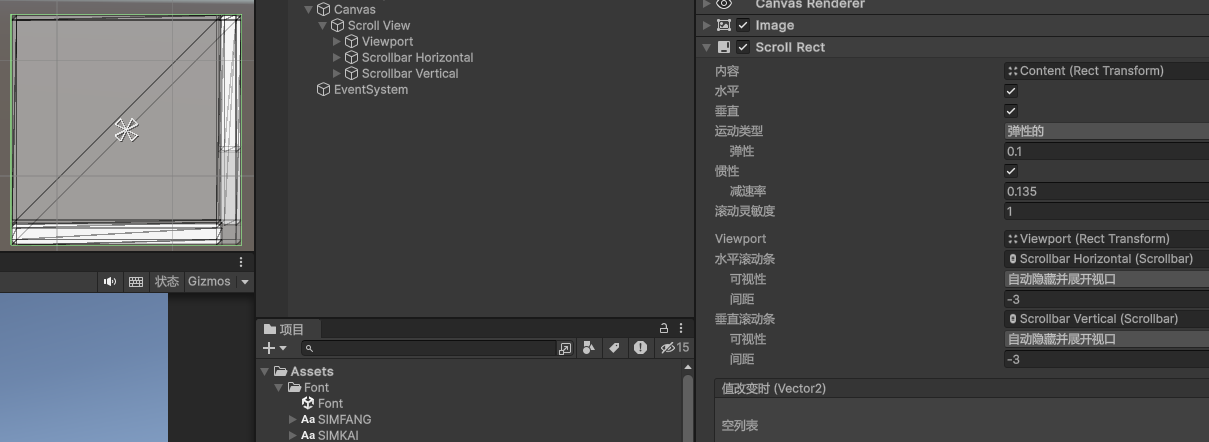 Canvas
Scroll View
Viewport
Scrollbar Horizontal
Scrollbar Vertical
EventSystem
状态 Gizmos
项目
15
Assets
Font
Font
Aa SIMFANG
Aa SIMKAI
Canvas Renderer
Image
Scroll Rect
内容 Content (Rect Transform)
水平
垂直
运动类型 弹性的
弹性 0.1
惯性
减速率 0.135
滚动灵敏度 1
Viewport Viewport (Rect Transform)
水平滚动条 Scrollbar Horizontal (Scrollbar)
可视性 自动隐藏并展开视口
间距 -3
垂直滚动条 Scrollbar Vertical (Scrollbar)
可视性 自动隐藏并展开视口
间距 -3
值改变时 (Vector2)
空列表